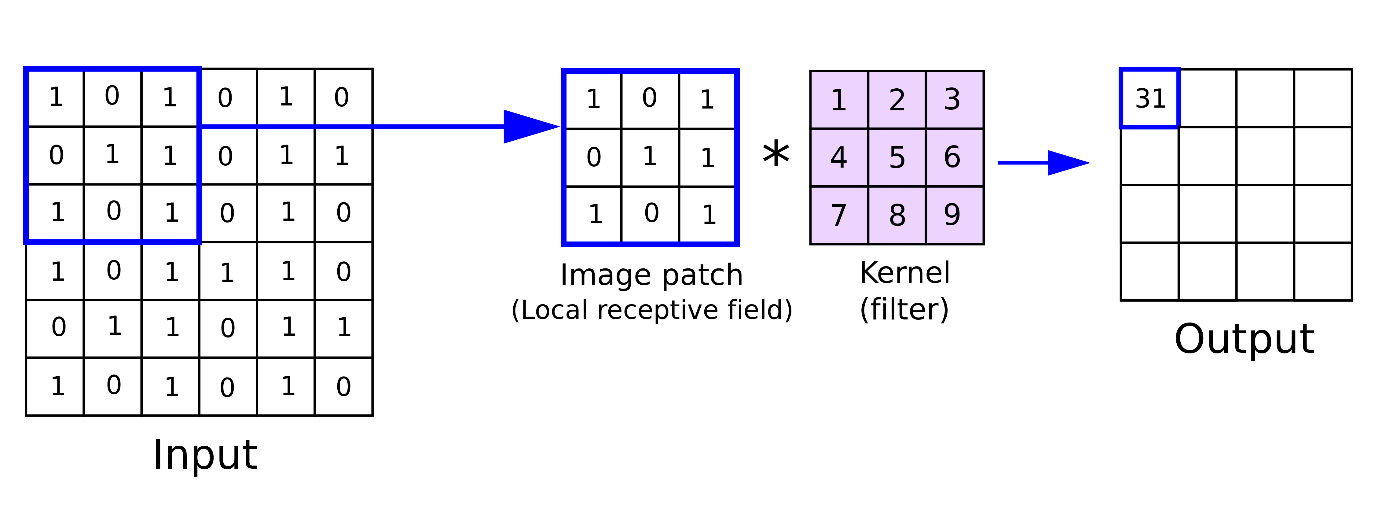 1 0 1 0 1 0
0 1 1 0 1 1
1 0 1 0 1 0
1 0 1 1 1 0
0 1 1 0 1 1
1 0 1 0 1 0
Input
1 0 1
0 1 1
1 0 1
Image patch
(Local receptive field)
*
1 2 3
4 5 6
7 8 9
Kernel
(filter)
31
Output